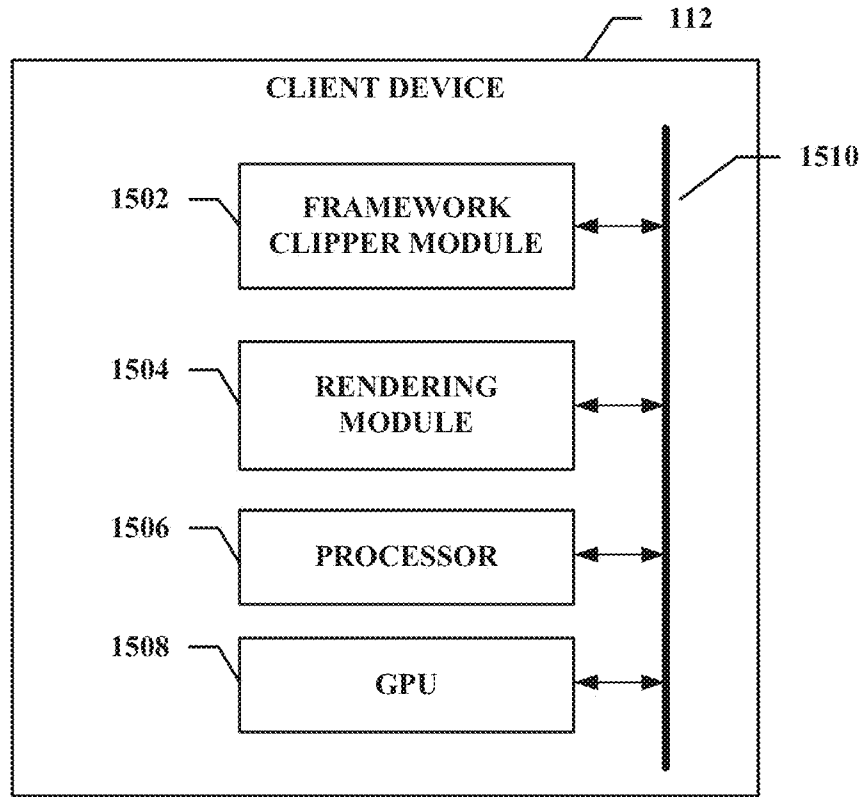 112
CLIENT DEVICE
1510
1502
FRAMEWORK
CLIPPER MODULE
1504
RENDERING
MODULE
1506
PROCESSOR
1508
GPU